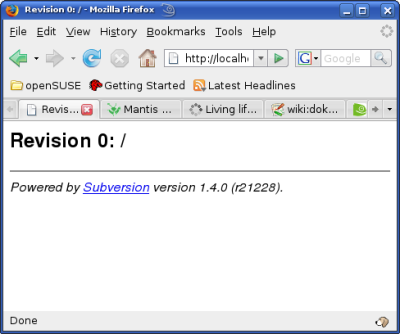 Revision 0: / - Mozilla Firefox
File Edit View History Bookmarks Tools Help
http://localh Google
openSUSE Getting Started Latest Headlines
Revis... Mantis Living lif... wiki:dok...
Revision 0: /
Powered by Subversion version 1.4.0 (r21228).
Done